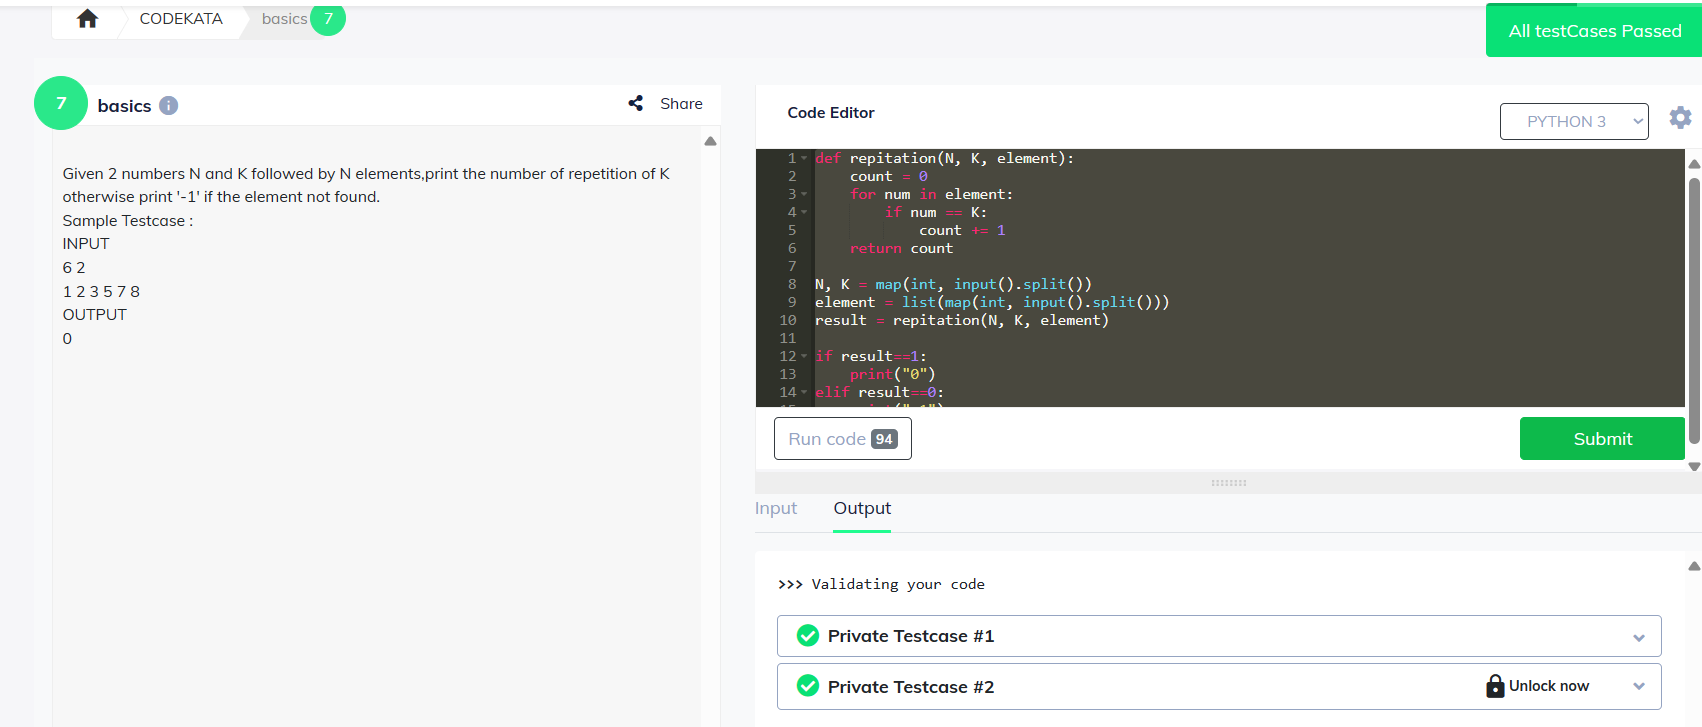 CODEKATA
basics
7
All testCases Passed
7
basics
Share
Given 2 numbers N and K followed by N elements,print the number of repetition of K
otherwise print '-1' if the element not found.
Sample Testcase :
INPUT
6 2
1 2 3 5 7 8
OUTPUT
0
Code Editor
PYTHON 3
1 def repitation(N, K, element):
2     count = 0
3     for num in element:
4         if num == K:
5             count += 1
6     return count
7
8 N, K = map(int, input().split())
9 element = list(map(int, input().split()))
10 result = repitation(N, K, element)
11
12 if result==1:
13     print("0")
14 elif result==0:
Run code 94
Submit
Input
Output
>>> Validating your code
Private Testcase #1
Private Testcase #2
Unlock now